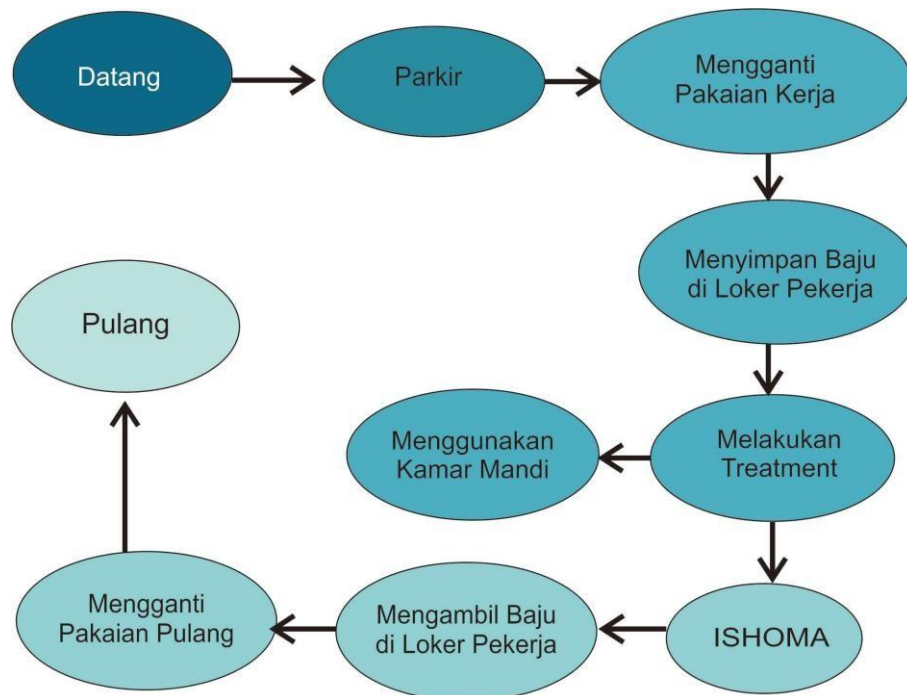 Datang
Parkir
Mengganti
Pakaian Kerja
Menyimpan Baju
di Loker Pekerja
Melakukan
Treatment
Menggunakan
Kamar Mandi
ISHOMA
Mengambil Baju
di Loker Pekerja
Mengganti
Pakaian Pulang
Pulang